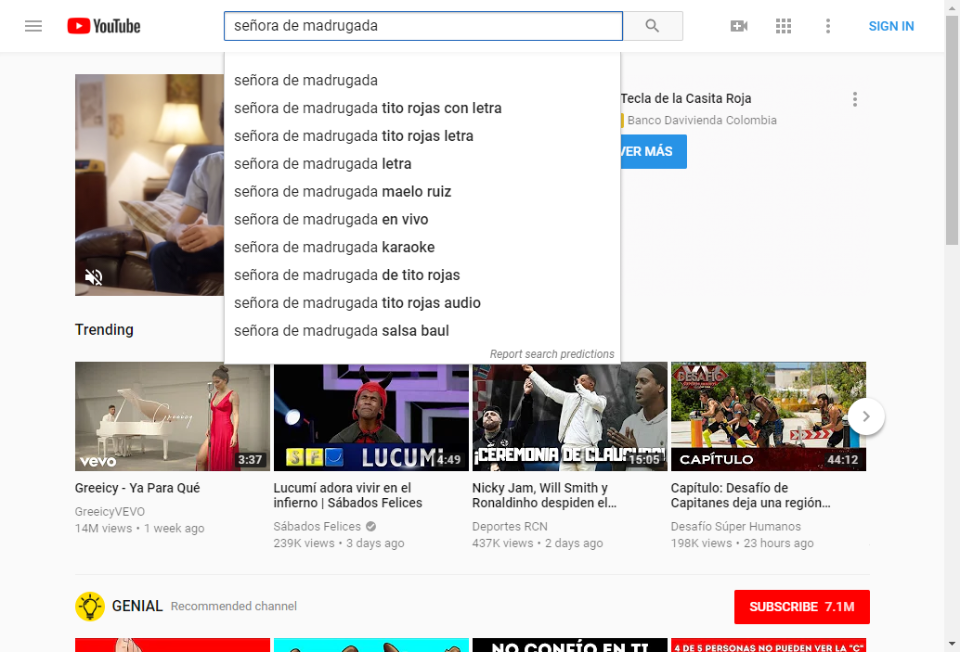 YouTube
señora de madrugada
SIGN IN
señora de madrugada
señora de madrugada tito rojas con letra
señora de madrugada tito rojas letra
señora de madrugada letra
señora de madrugada maelo ruiz
señora de madrugada en vivo
señora de madrugada karaoke
señora de madrugada de tito rojas
señora de madrugada tito rojas audio
señora de madrugada salsa baul
Report search predictions
Tecla de la Casita Roja
Banco Davivienda Colombia
VER MÁS
Trending
Greeicy
vevo
3:37
SF
LUCUMÍ
4:49
¡CEREMONIA DE CLAUSURA!
15:05
DESAFÍO
CAPÍTULO
44:12
Greeicy - Ya Para Qué
GreeicyVEVO
14M views • 1 week ago
Lucumí adora vivir en el
infierno | Sábados Felices
Sábados Felices
239K views • 3 days ago
Nicky Jam, Will Smith y
Ronaldinho despiden el...
Deportes RCN
437K views • 2 days ago
Capítulo: Desafío de
Capitanes deja una región...
Desafío Súper Humanos
198K views • 23 hours ago
GENIAL Recommended channel
SUBSCRIBE 7.1M
NO CONFÍO EN TI
4 DE 5 PERSONAS NO PUEDEN VER LA "C"